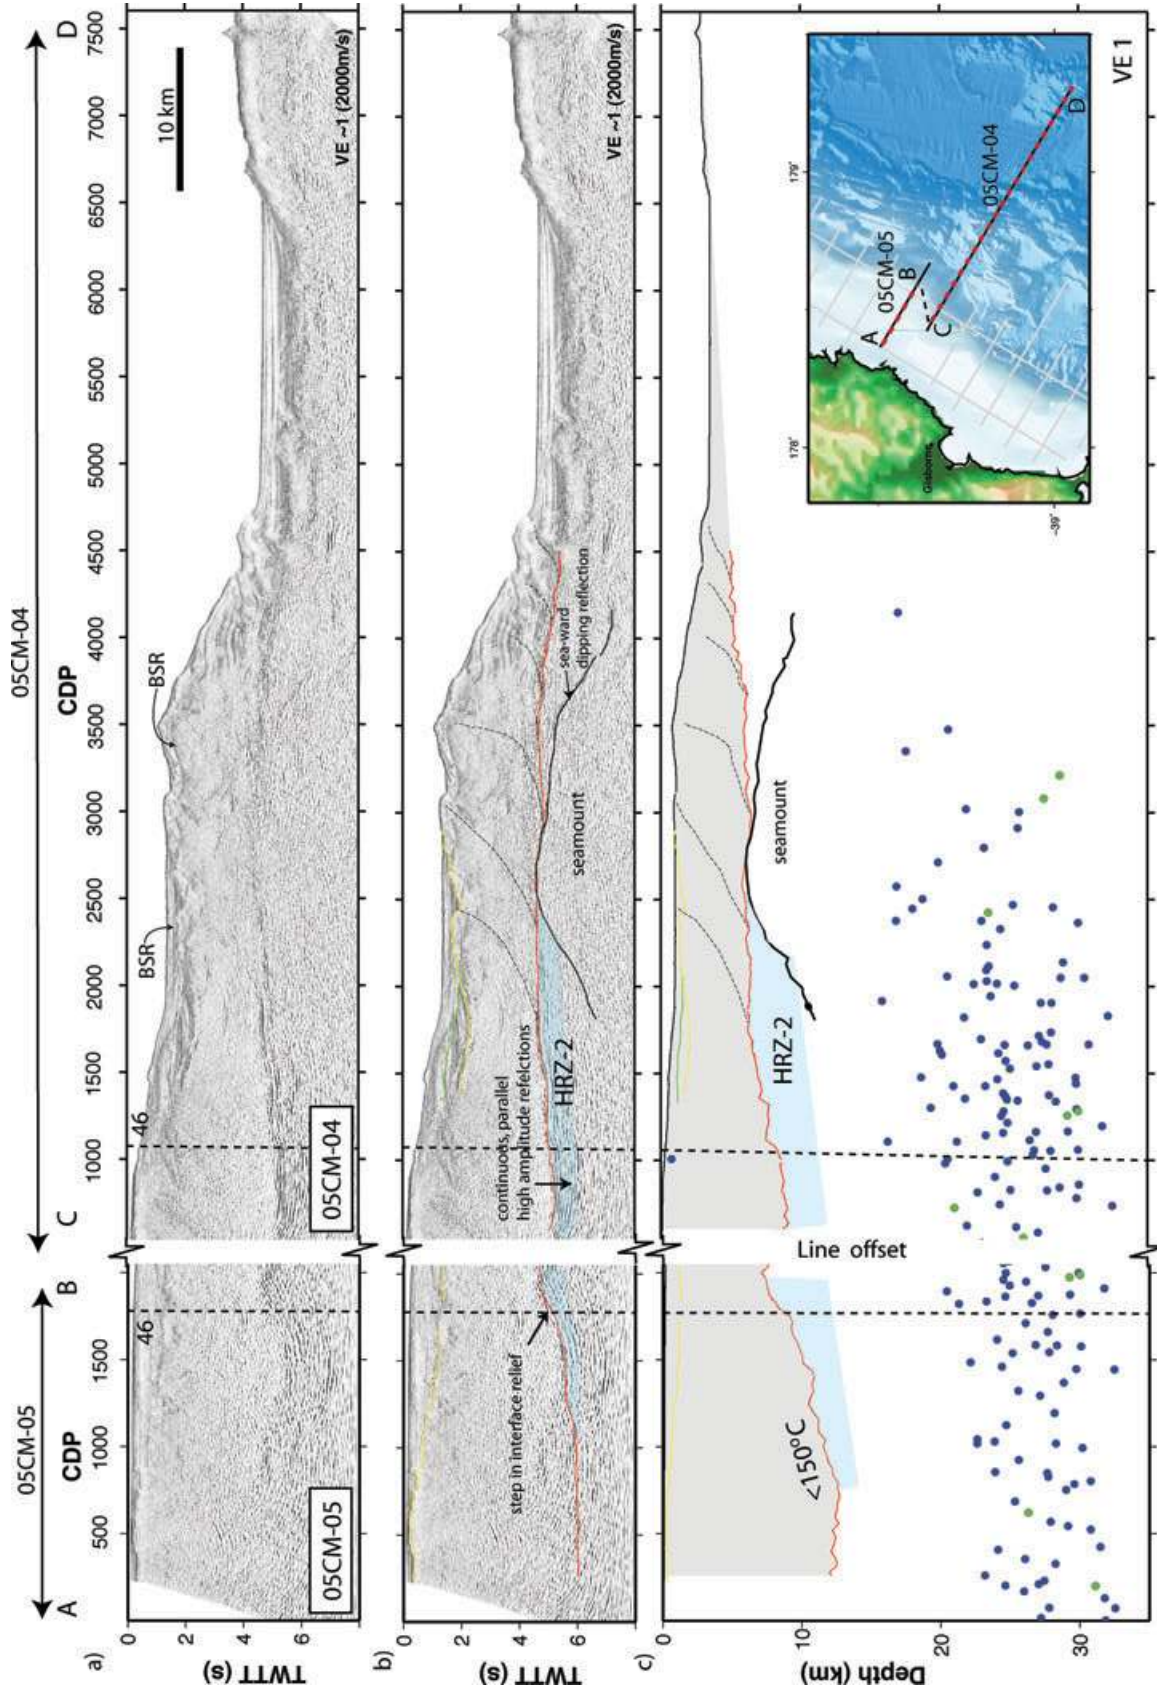 05CM-05
05CM-04
A
B
C
D
CDP
CDP
500
1000
1500
1000
1500
2000
2500
3000
3500
4000
4500
5000
5500
6000
6500
7000
7500
a)
0
2
4
6
TWTT (s)
46
46
BSR
BSR
10 km
VE ~1 (2000m/s)
05CM-05
05CM-04
b)
0
2
4
6
TWTT (s)
step in interface relief
continuous, parallel
high amplitude refelctions
HRZ-2
seamount
sea-ward
dipping reflection
VE ~1 (2000m/s)
c)
0
10
20
30
Depth (km)
<150°C
Line offset
HRZ-2
seamount
VE 1
178°
179°
-39°
Gisborne
A
B
C
D
05CM-05
05CM-04